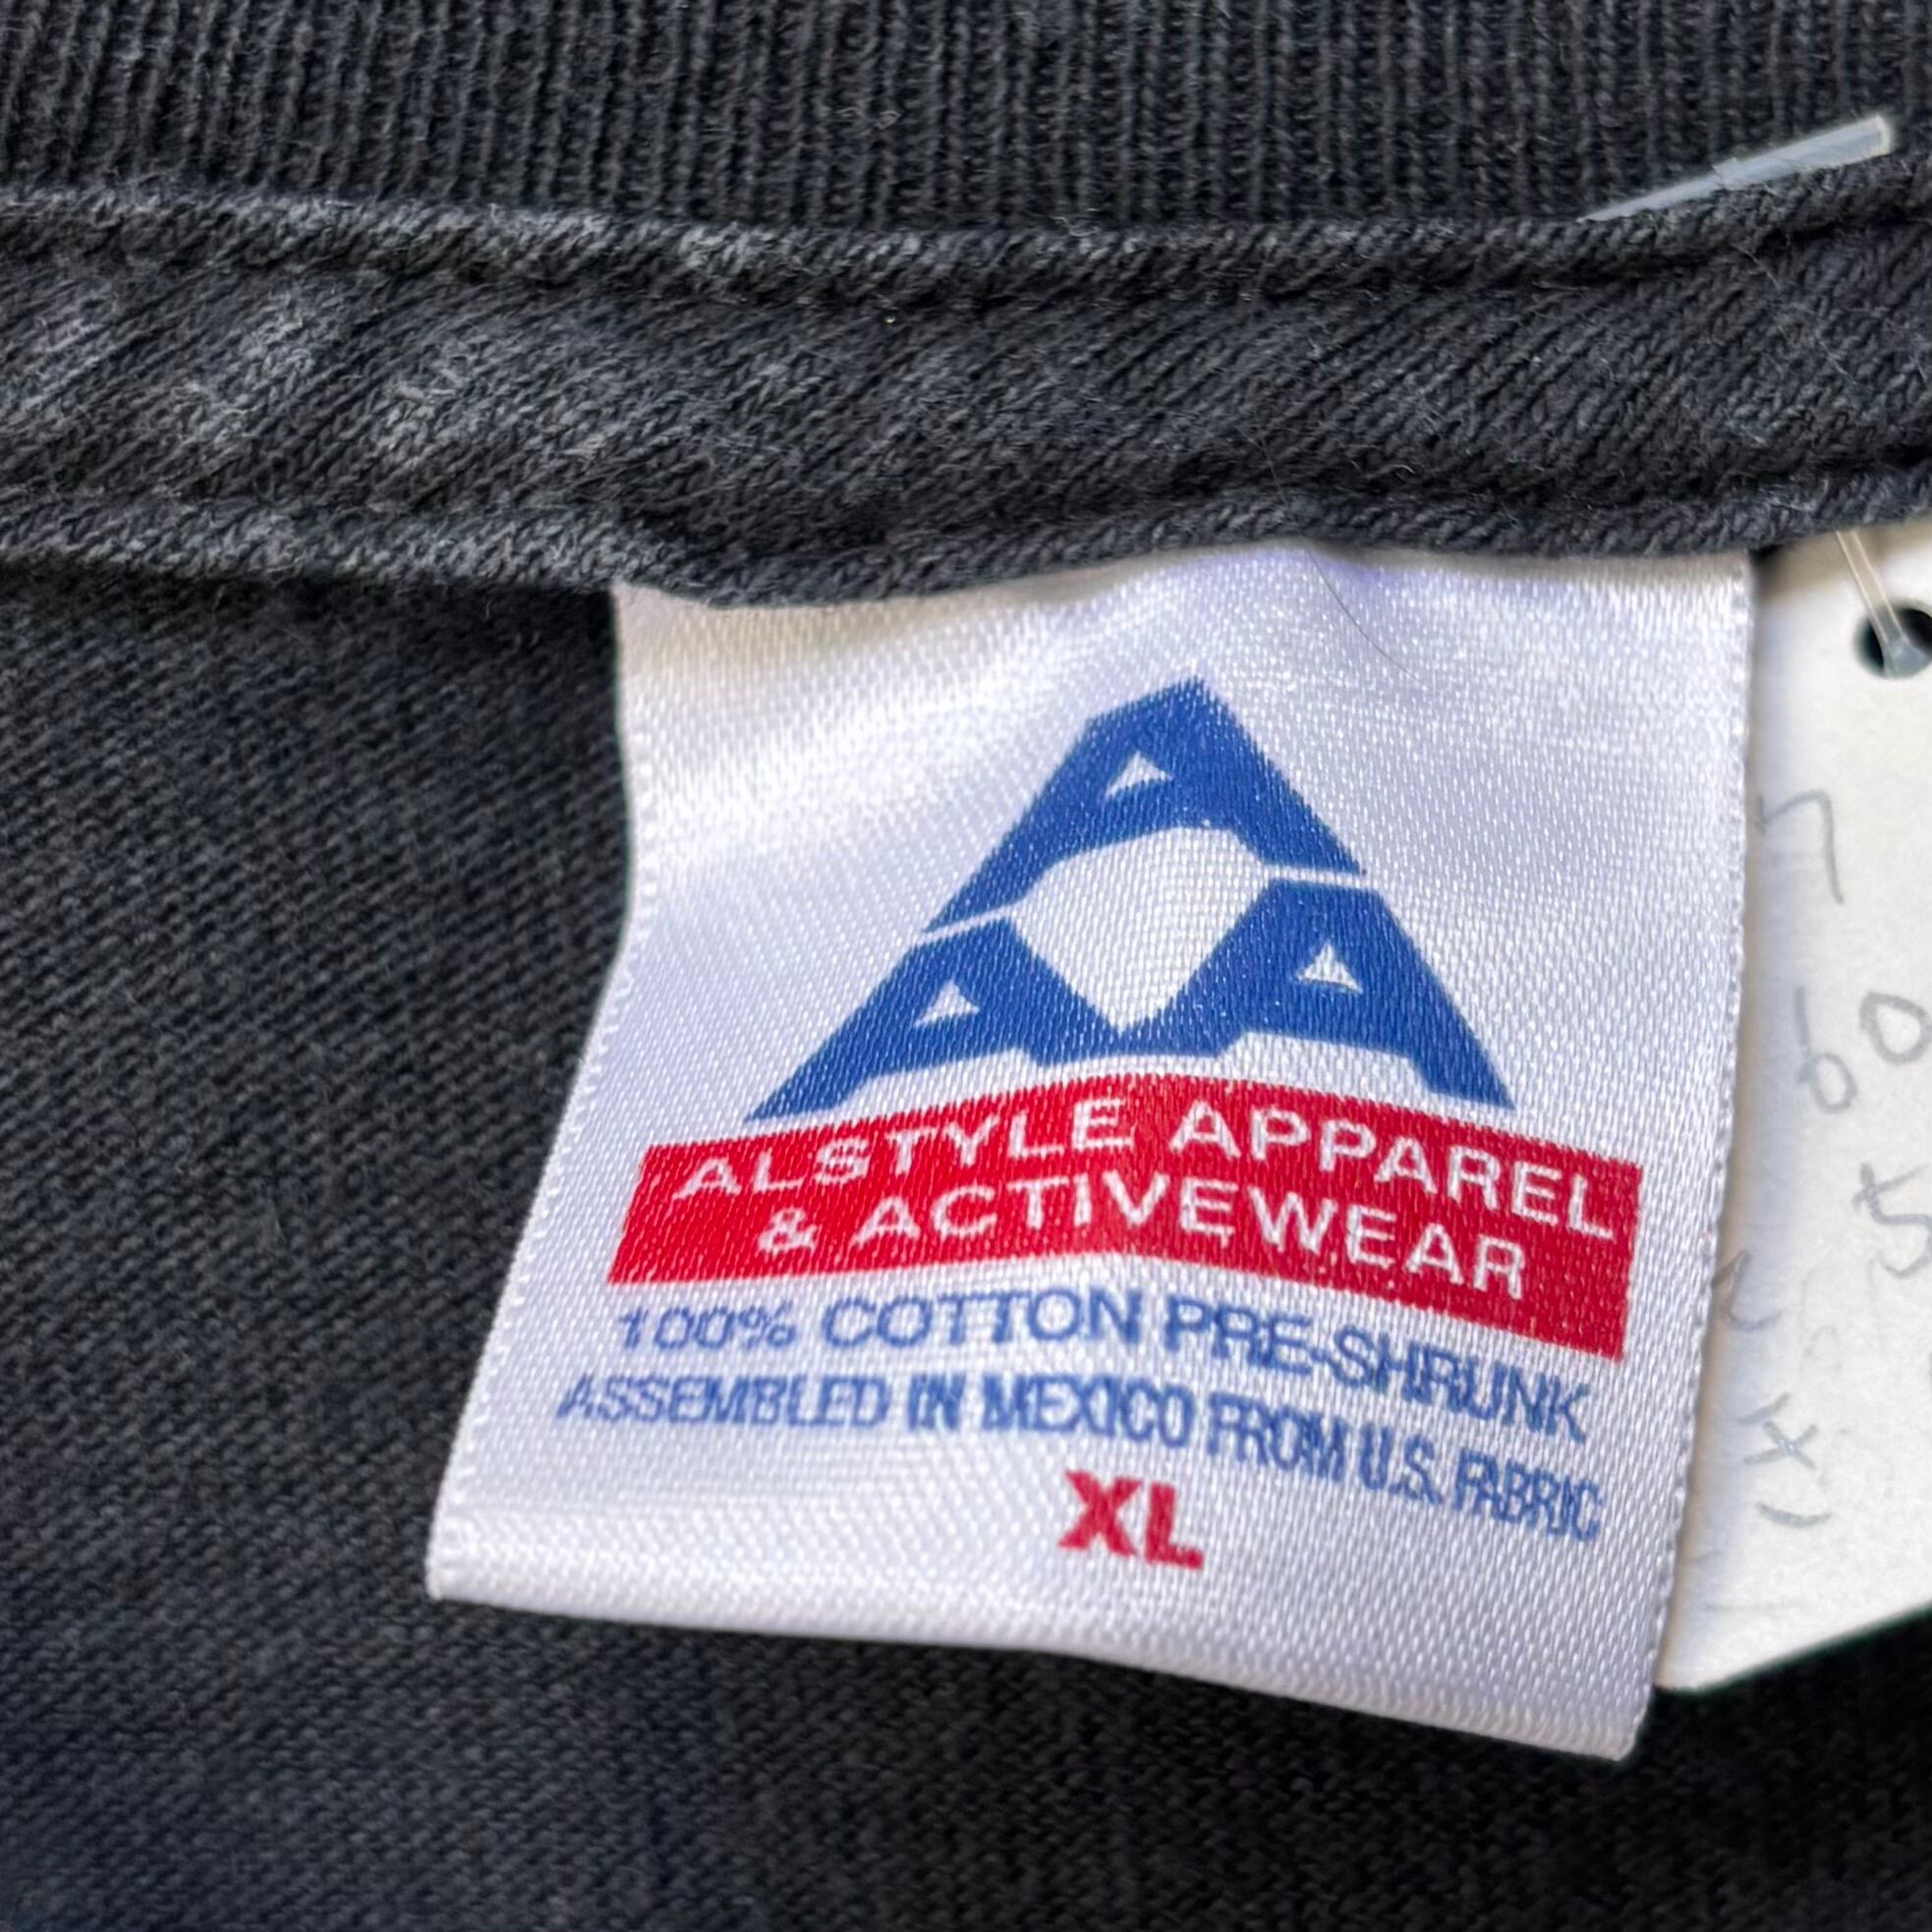 A
A A
ALSTYLE APPAREL
& ACTIVEWEAR
100% COTTON PRE-SHRUNK
ASSEMBLED IN MEXICO FROM U.S. FABRIC
XL